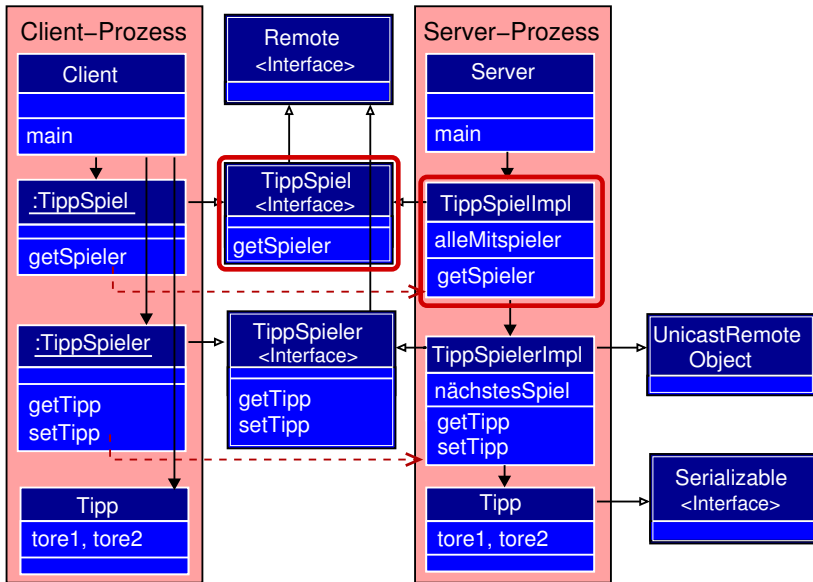 Client–Prozess
Client
main
:TippSpiel
getSpieler
:TippSpieler
getTipp
setTipp
Tipp
tore1, tore2
Remote
<Interface>
TippSpiel
<Interface>
getSpieler
TippSpieler
<Interface>
getTipp
setTipp
Server–Prozess
Server
main
TippSpielImpl
alleMitspieler
getSpieler
TippSpielerImpl
nächstesSpiel
getTipp
setTipp
Tipp
tore1, tore2
UnicastRemote
Object
Serializable
<Interface>